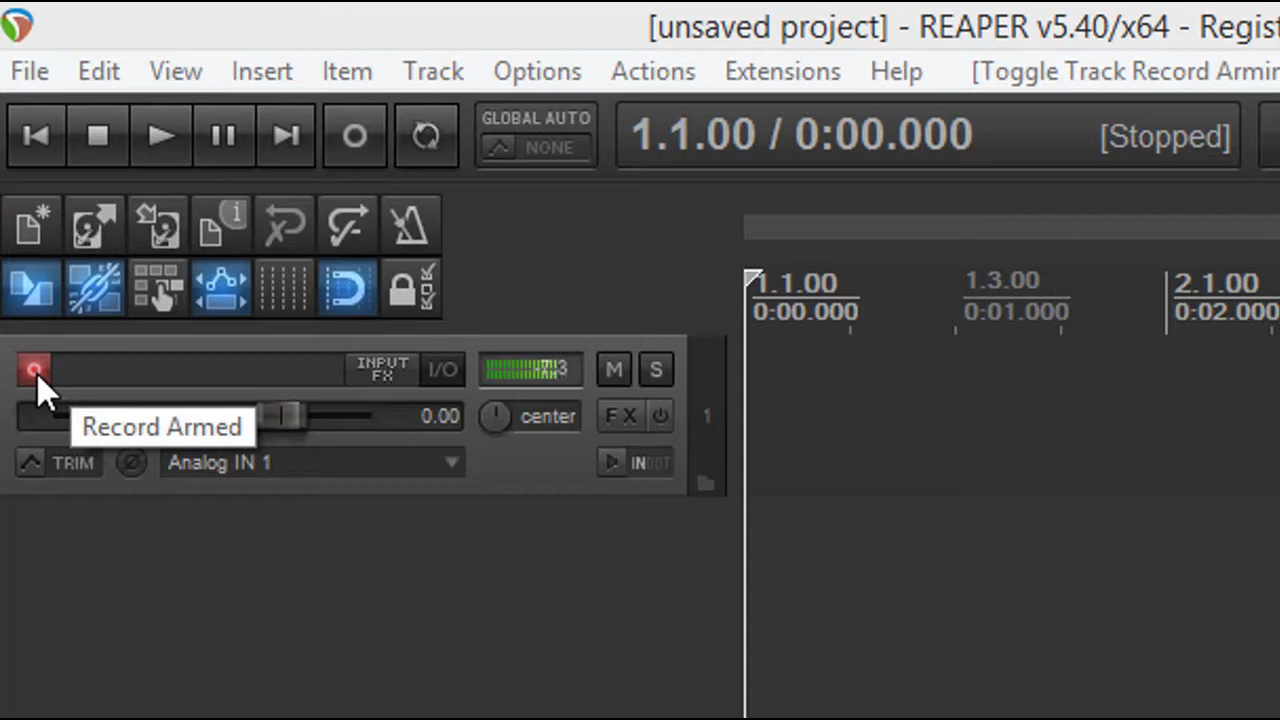 [unsaved project] - REAPER v5.40/x64 - Regist
File Edit View Insert Item Track Options Actions Extensions Help [Toggle Track Record Armin
GLOBAL AUTO
NONE
1.1.00 / 0:00.000 [Stopped]
i
1.1.00 1.3.00 2.1.00
0:00.000 0:01.000 0:02.000
INPUT FX I/O M S
0.00 center FX 1
Record Armed
TRIM Analog IN 1 IN